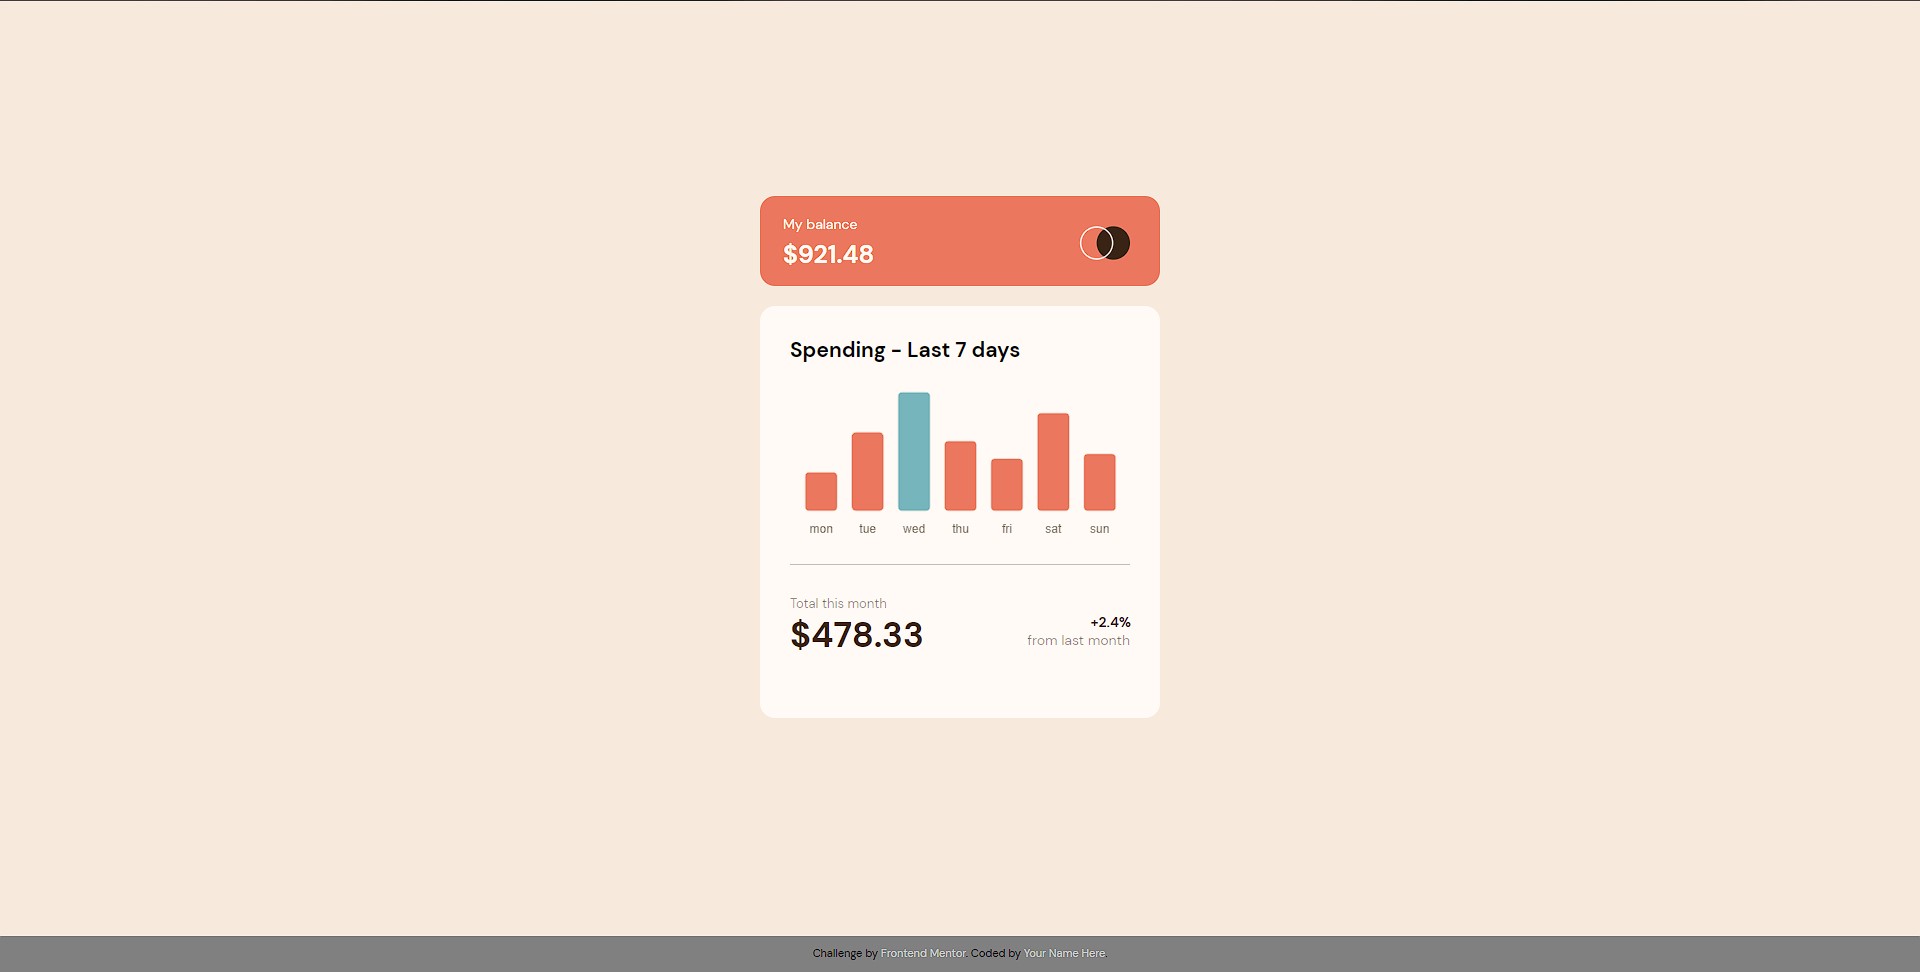 My balance
$921.48
Spending - Last 7 days
mon tue wed thu fri sat sun
Total this month
$478.33
+2.4%
from last month
Challenge by Frontend Mentor. Coded by Your Name Here.